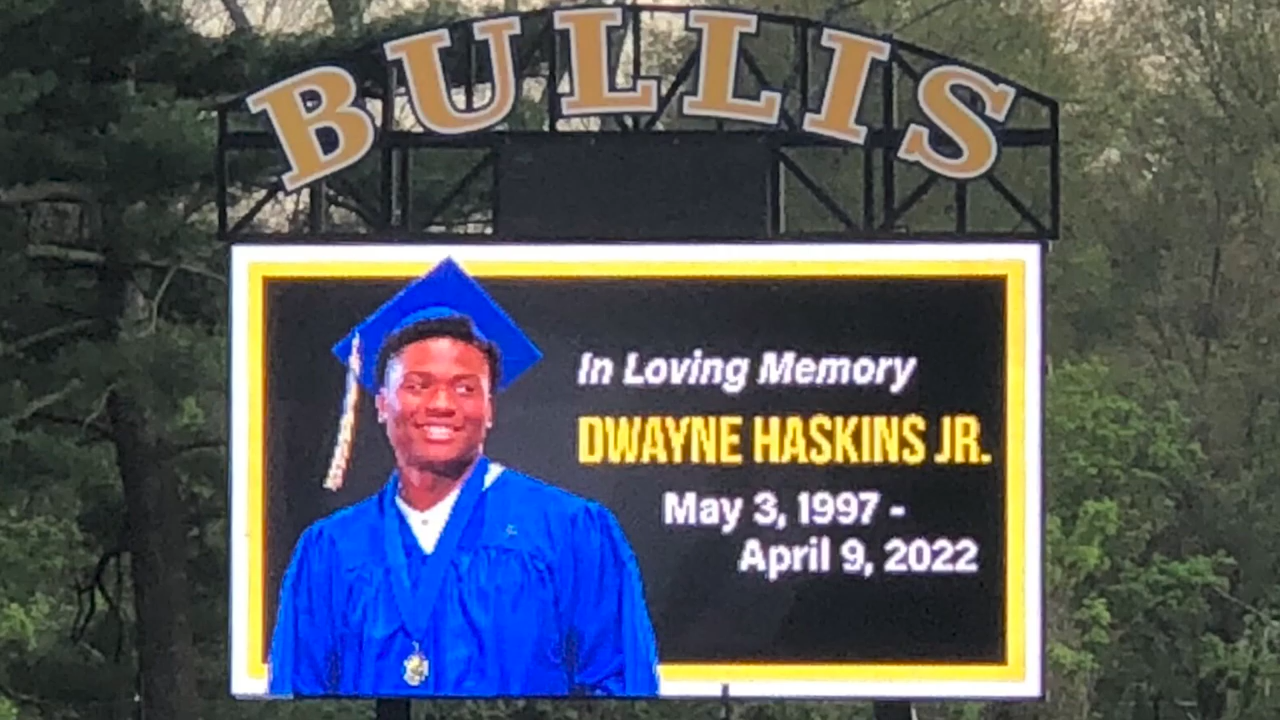 BULLIS
In Loving Memory
DWAYNE HASKINS JR.
May 3, 1997 -
April 9, 2022